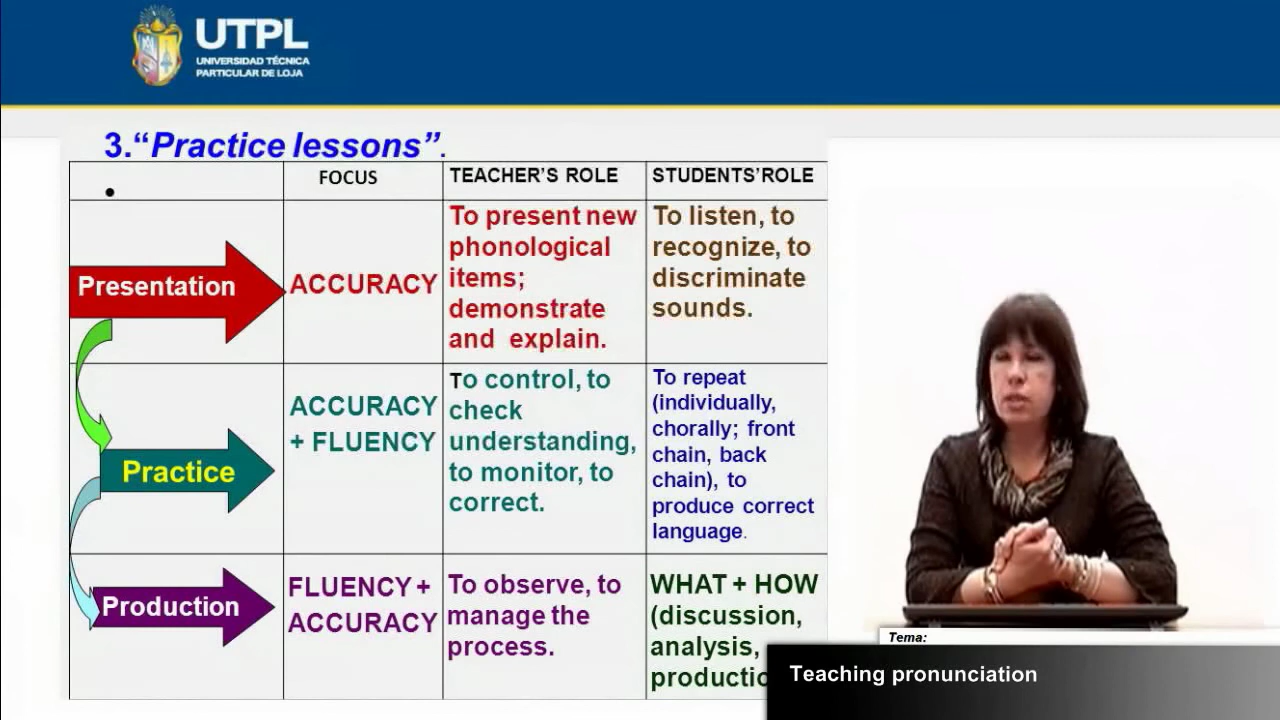 UTPL
UNIVERSIDAD TÉCNICA
PARTICULAR DE LOJA
3.“Practice lessons”.
•
FOCUS
TEACHER’S ROLE
STUDENTS’ROLE
Presentation
ACCURACY
To present new
phonological
items;
demonstrate
and explain.
To listen, to
recognize, to
discriminate
sounds.
Practice
ACCURACY
+ FLUENCY
To control, to
check
understanding,
to monitor, to
correct.
To repeat
(individually,
chorally; front
chain, back
chain), to
produce correct
language.
Production
FLUENCY +
ACCURACY
To observe, to
manage the
process.
WHAT + HOW
(discussion,
analysis,
productio
Tema:
Teaching pronunciation